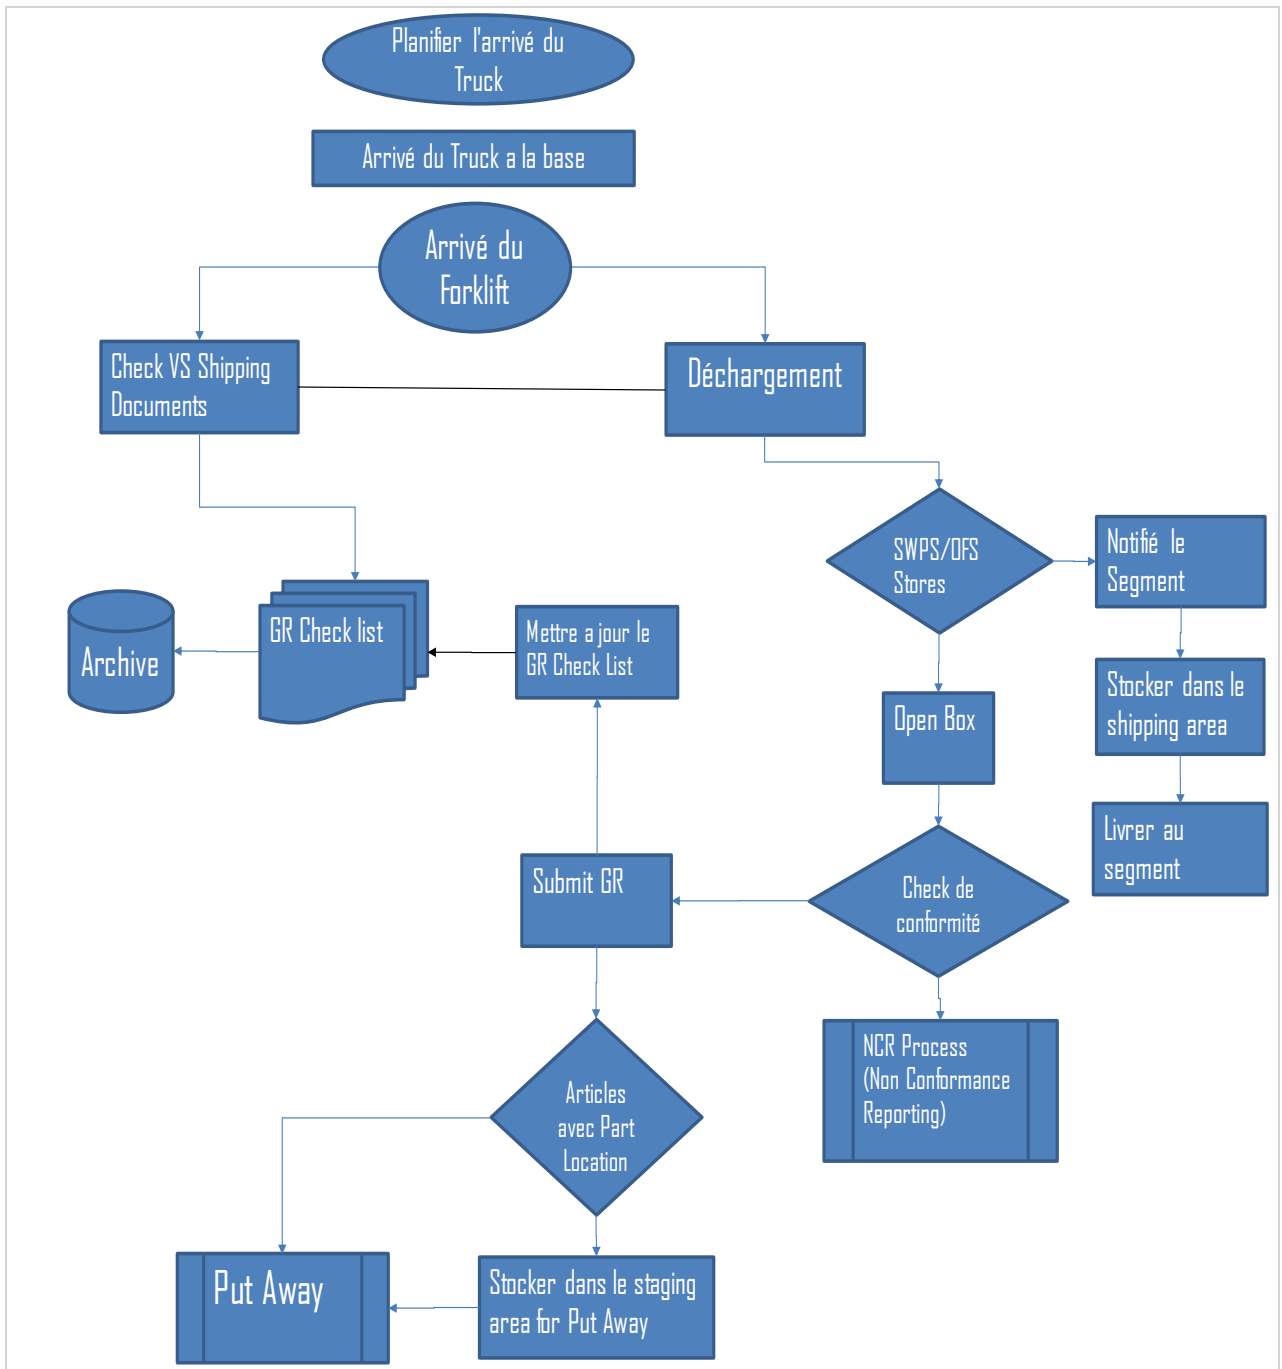 Planifier l'arrivé du
Truck
Arrivé du Truck a la base
Arrivé du
Forklift
Check VS Shipping
Documents
Déchargement
SWPS/OFS
Stores
Notifié le
Segment
GR Check list
Archive
Mettre a jour le
GR Check List
Open Box
Stocker dans le
shipping area
Livrer au
segment
Submit GR
Check de
conformité
NCR Process
(Non Conformance
Reporting)
Articles
avec Part
Location
Put Away
Stocker dans le staging
area for Put Away